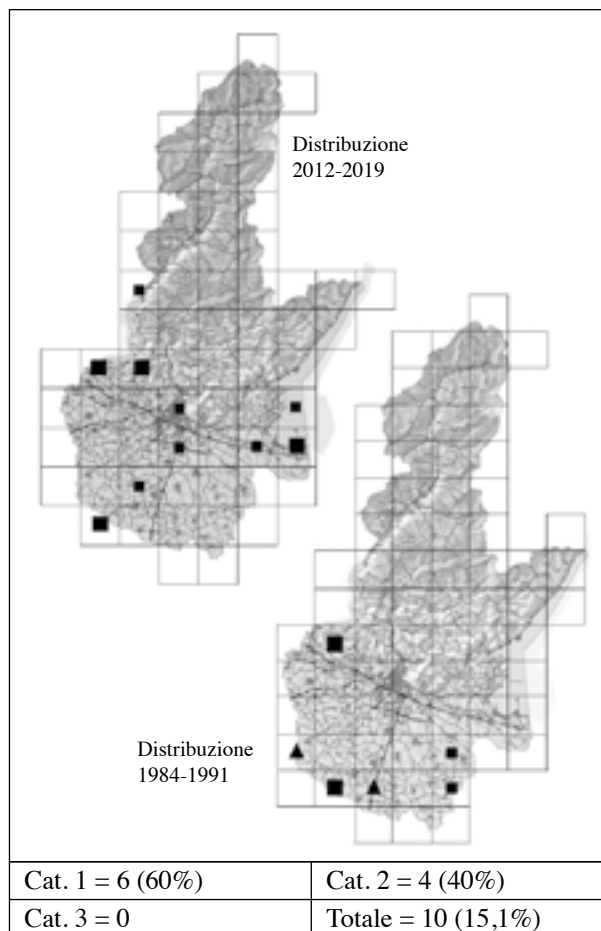 Distribuzione
2012-2019
Distribuzione
1984-1991
Cat. 1 = 6 (60%)
Cat. 2 = 4 (40%)
Cat. 3 = 0
Totale = 10 (15,1%)